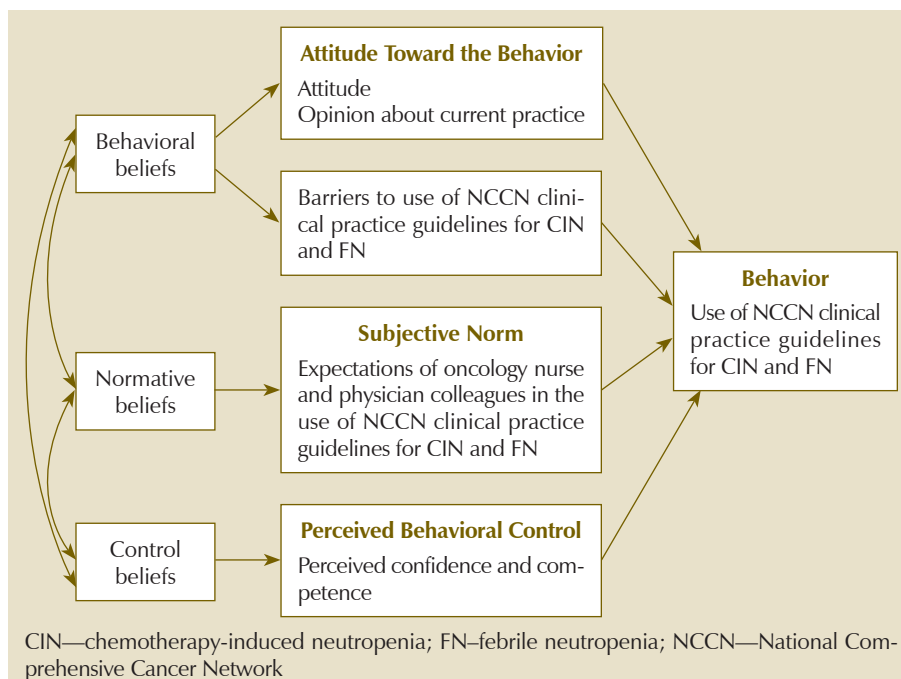 Attitude Toward the Behavior
Attitude
Opinion about current practice
Behavioral
beliefs
Barriers to use of NCCN clini-
cal practice guidelines for CIN
and FN
Behavior
Use of NCCN clinical
practice guidelines
for CIN and FN
Subjective Norm
Expectations of oncology nurse
and physician colleagues in the
use of NCCN clinical practice
guidelines for CIN and FN
Normative
beliefs
Perceived Behavioral Control
Perceived confidence and com-
petence
Control
beliefs
CIN—chemotherapy-induced neutropenia; FN–febrile neutropenia; NCCN—National Com-
prehensive Cancer Network